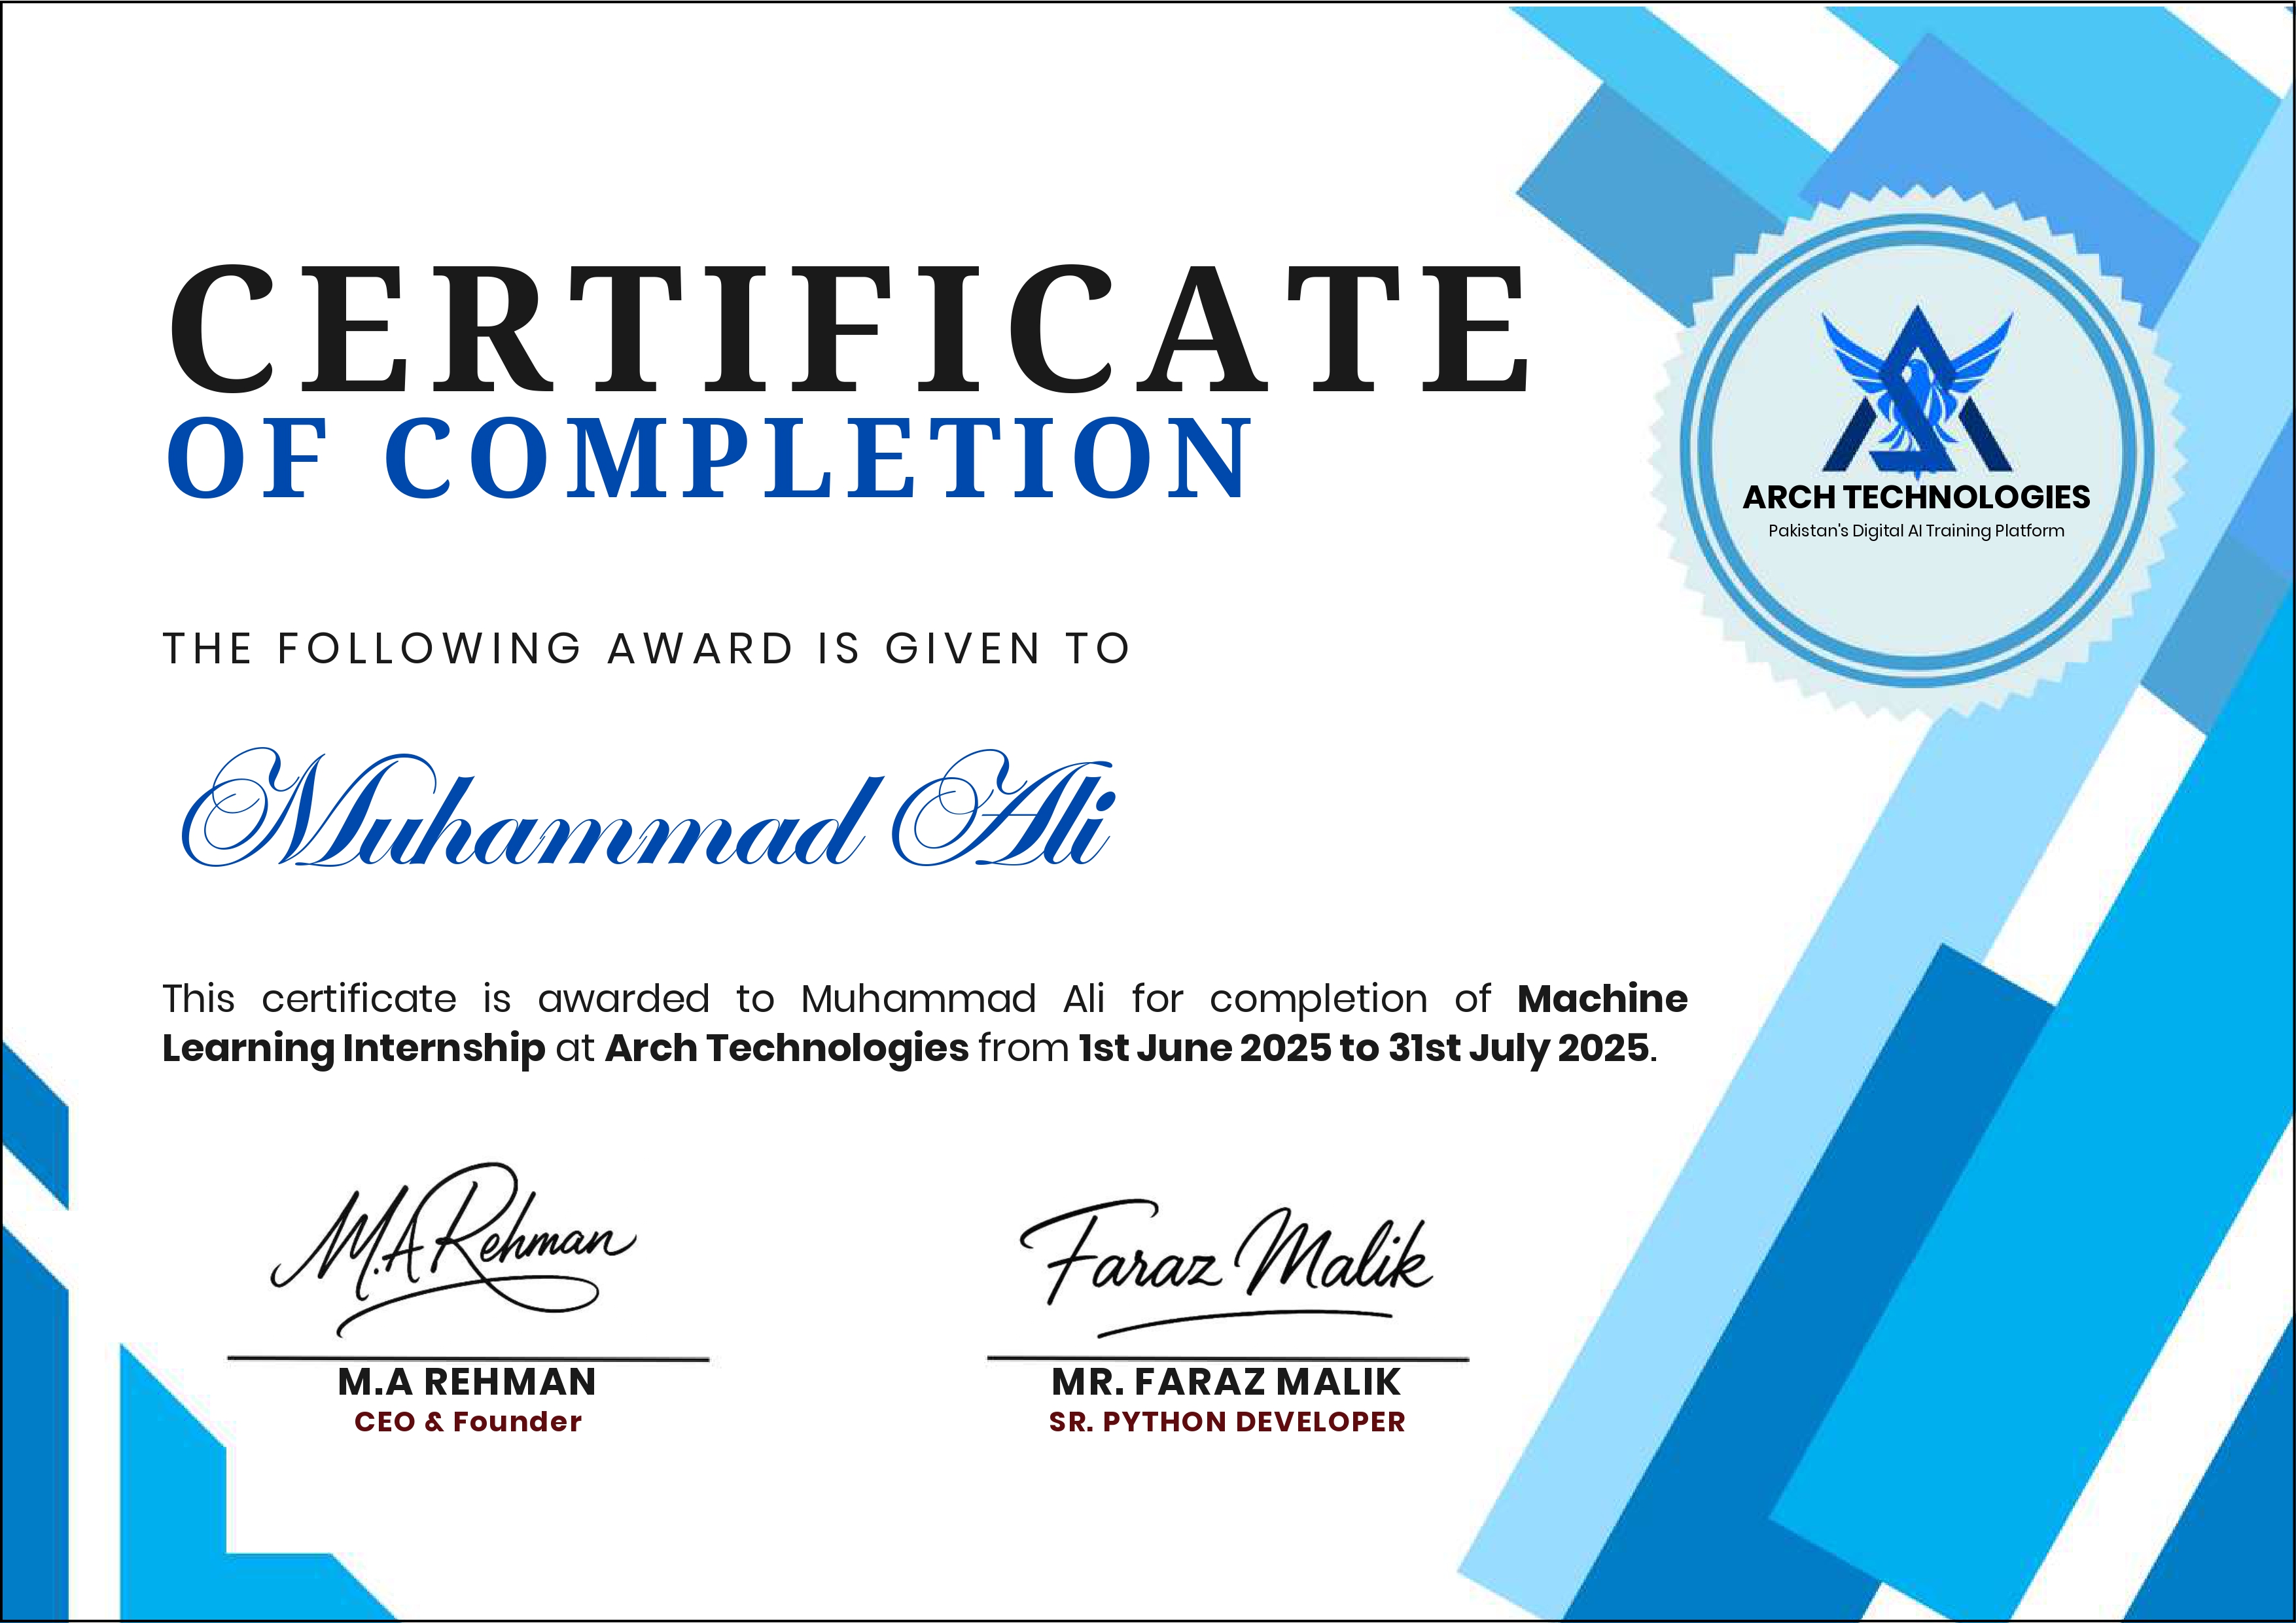 CERTIFICATE
OF COMPLETION
ARCH TECHNOLOGIES
Pakistan's Digital AI Training Platform
THE FOLLOWING AWARD IS GIVEN TO
Muhammad Ali
This certificate is awarded to Muhammad Ali for completion of Machine
Learning Internship at Arch Technologies from 1st June 2025 to 31st July 2025.
M.A Rehman
Faraz Malik
M.A REHMAN
MR. FARAZ MALIK
CEO & Founder
SR. PYTHON DEVELOPER